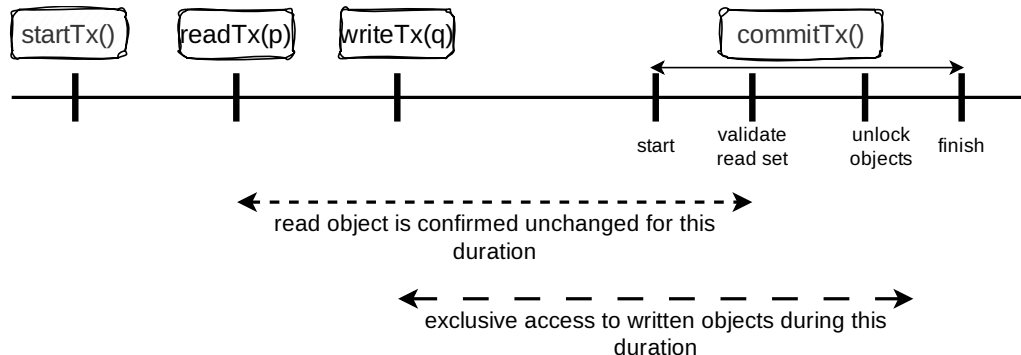 startTx()
readTx(p)
writeTx(q)
commitTx()
start
validate
read set
unlock
objects
finish
read object is confirmed unchanged for this
duration
exclusive access to written objects during this
duration